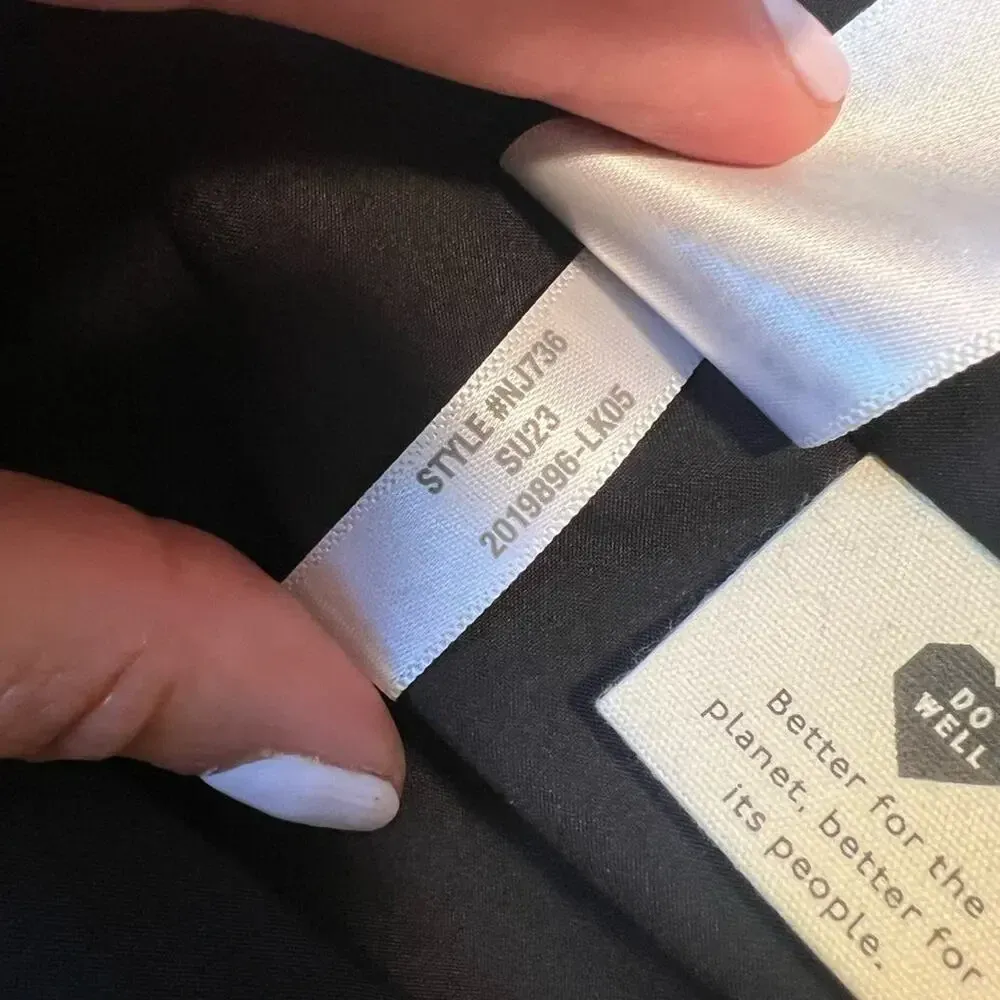 STYLE #NJ736
SU23
2019896-LK05
DO
WELL
Better for the
planet, better for
its people.